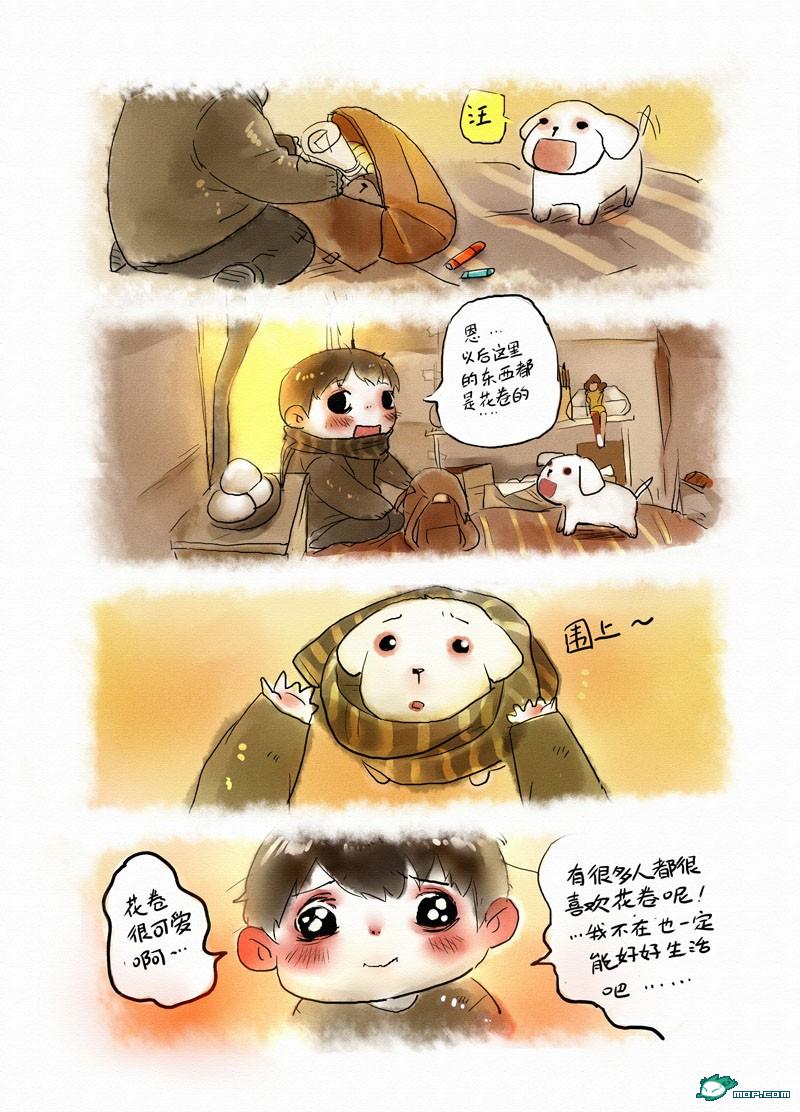 汪
恩…
以后这里
的东西都
是花卷的
……
围上～
花卷
很可爱
啊～
有很多人都很
喜欢花卷呢！
…我不在也一定
能好好生活
吧……
MOP.COM